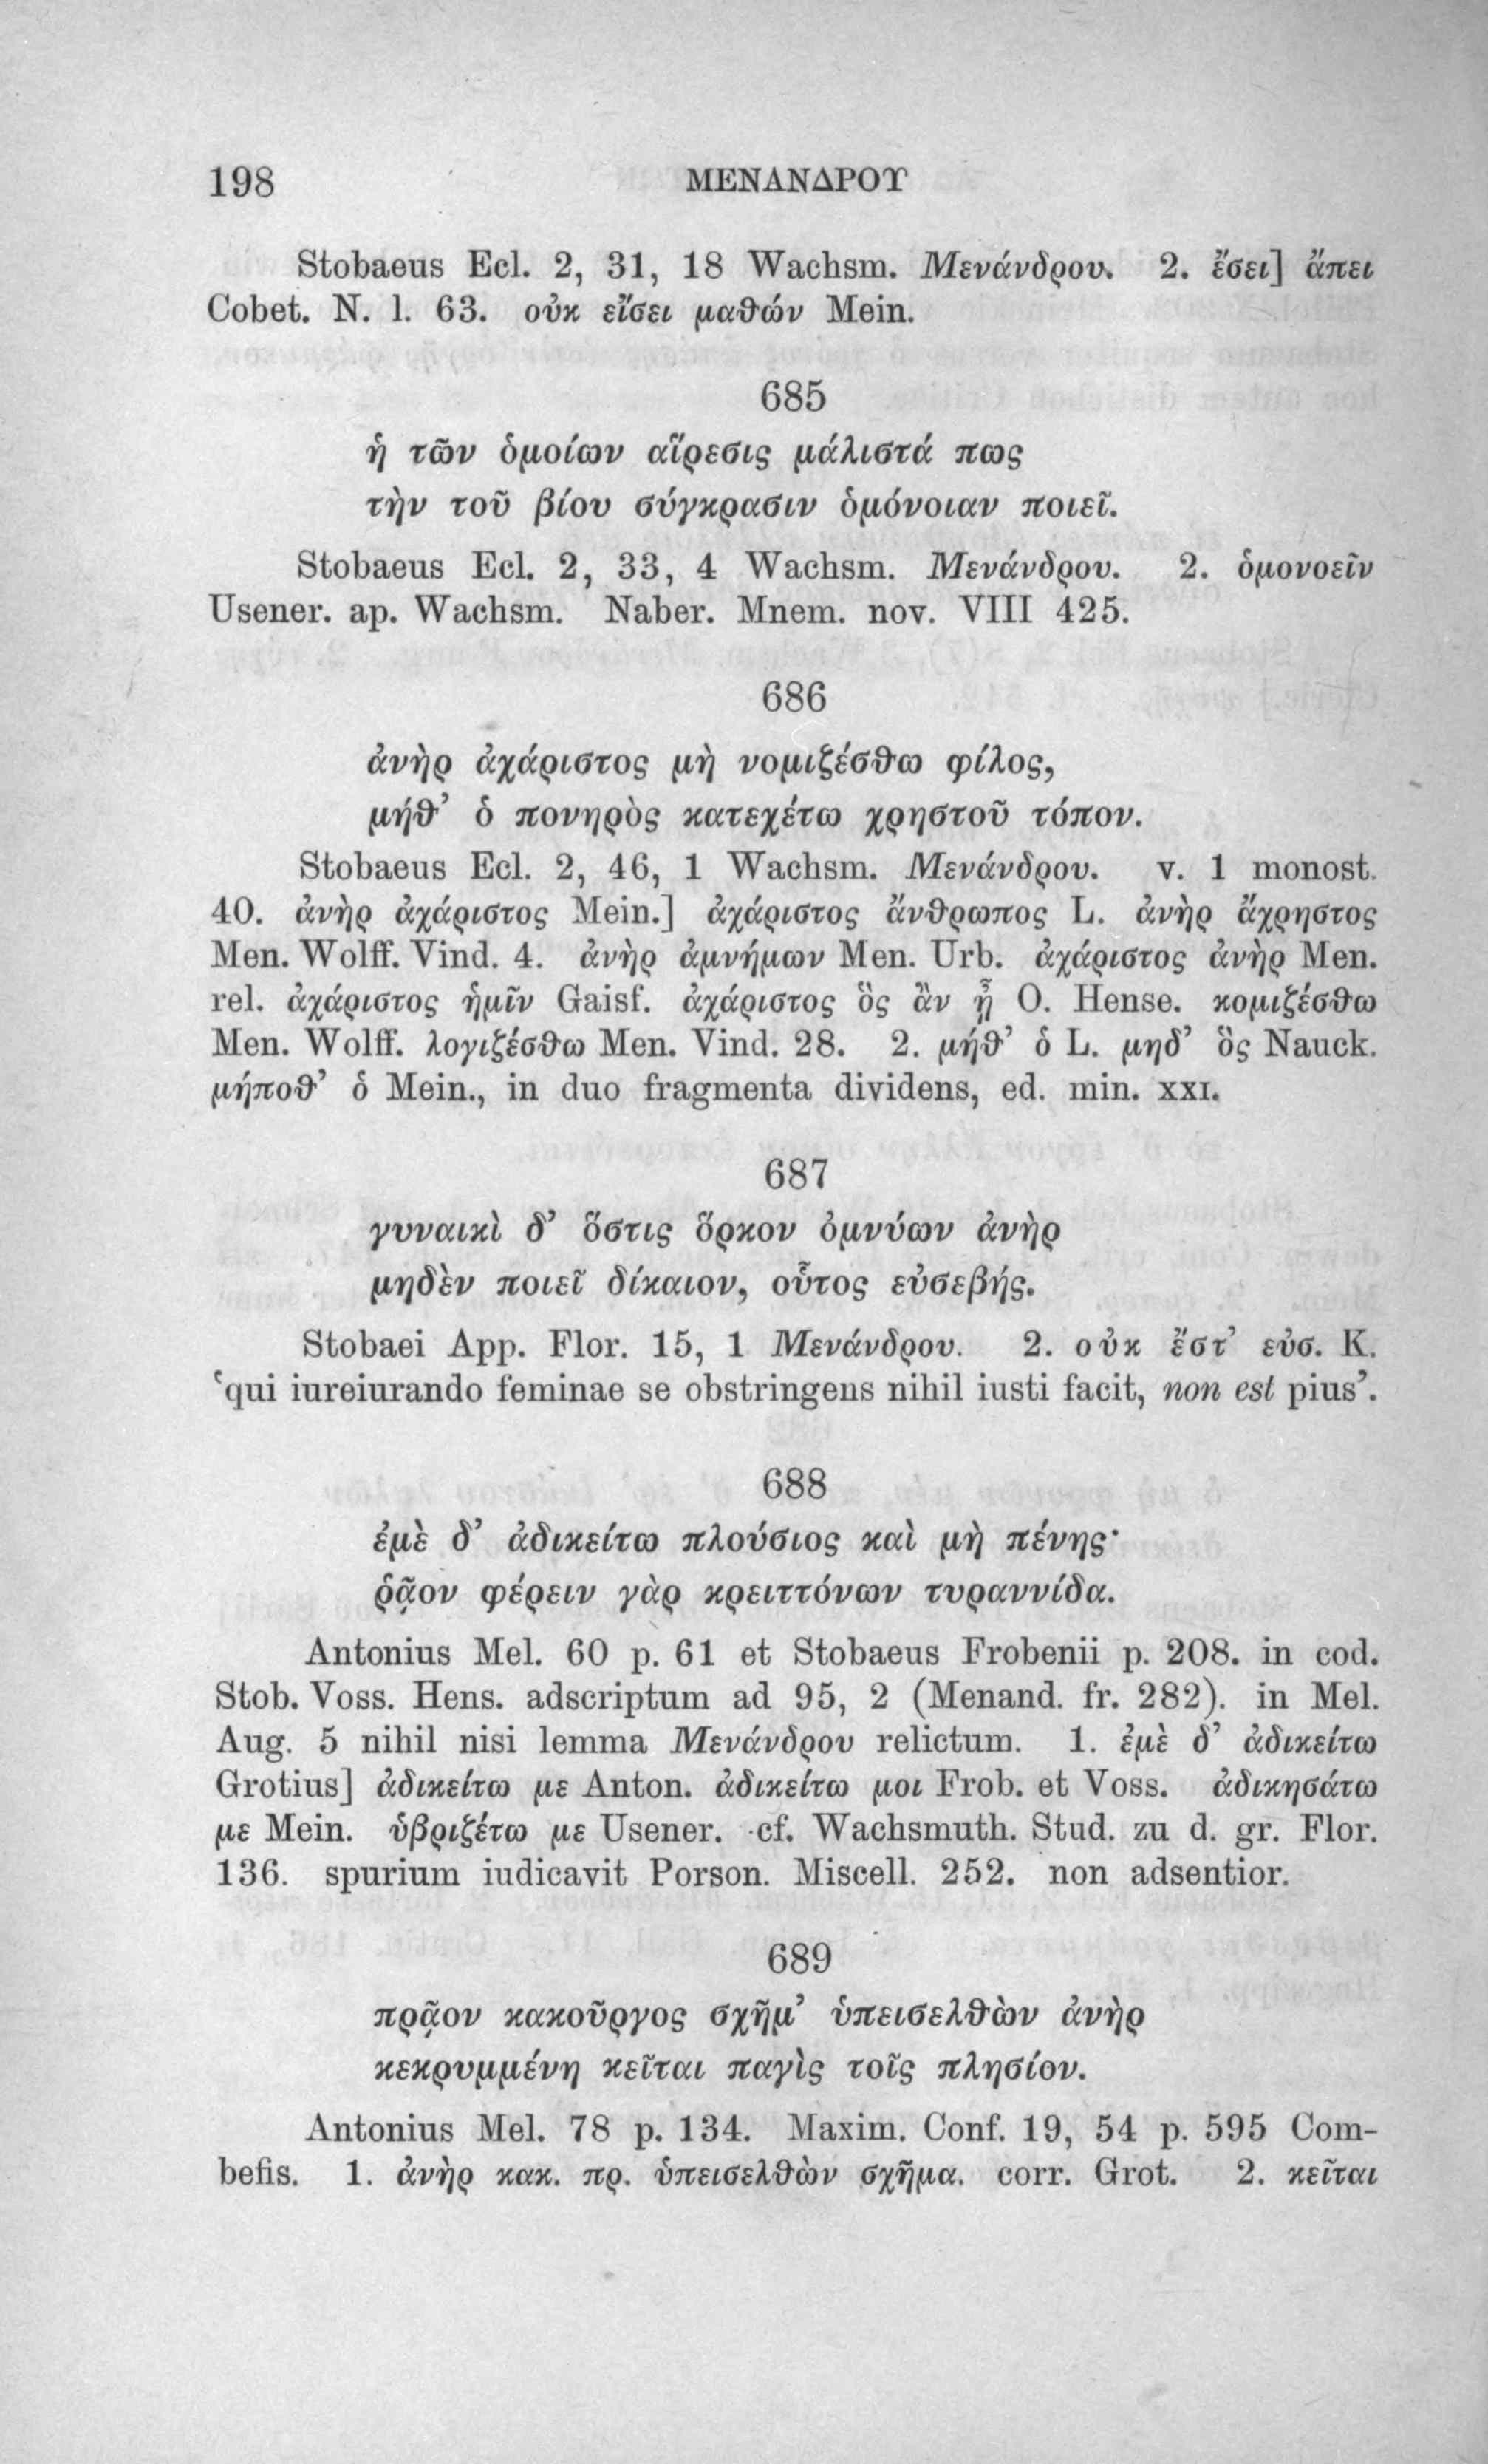 198 ΜΕΝΑΝΔΡΟΥ
Stobaeus Ecl. 2, 31, 18 Wachsm. Μενάνδρου. 2. ἔσει] ἄπει
Cobet. N. l. 63. οὐκ εἴσει μαθών Mein.
685
ἡ τῶν ὁμοίων αἵρεσις μάλιστά πως
τὴν τοῦ βίου σύγκρασιν ὁμόνοιαν ποιεῖ.
Stobaeus Ecl. 2, 33, 4 Wachsm. Μενάνδρου. 2. ὁμονοεῖν
Usener. ap. Wachsm. Naber. Mnem. nov. VIII 425.
686
ἀνὴρ ἀχάριστος μὴ νομιζέσθω φίλος,
μήθ’ ὁ πονηρὸς κατεχέτω χρηστοῦ τόπον.
Stobaeus Ecl. 2, 46, 1 Wachsm. Μενάνδρου. v. 1 monost.
40. ἀνὴρ ἀχάριστος Mein.] ἀχάριστος ἄνθρωπος L. ἀνὴρ ἄχρηστος
Men. Wolff. Vind. 4. ἀνὴρ ἀμνήμων Men. Urb. ἀχάριστος ἀνὴρ Men.
rel. ἀχάριστος ἡμῖν Gaisf. ἀχάριστος ὃς ἂν ᾖ O. Hense. κομιζέσθω
Men. Wolff. λογιζέσθω Men. Vind. 28. 2. μήθ’ ὁ L. μηδ’ ὃς Nauck.
μήποθ’ ὁ Mein., in duo fragmenta dividens, ed. min. XXI.
687
γυναικὶ δ’ ὅστις ὅρκον ὀμνύων ἀνὴρ
μηδὲν ποιεῖ δίκαιον, οὗτος εὐσεβής.
Stobaei App. Flor. 15, 1 Μενάνδρου. 2. οὐκ ἔστ’ εὐσ. K.
‘qui iureiurando feminae se obstringens nihil iusti facit, non est pius’.
688
ἐμὲ δ’ ἀδικείτω πλούσιος καὶ μὴ πένης·
ῥᾷον φέρειν γὰρ κρειττόνων τυραννίδα.
Antonius Mel. 60 p. 61 et Stobaeus Frobenii p. 208. in cod.
Stob. Voss. Hens. adscriptum ad 95, 2 (Menand. fr. 282). in Mel.
Aug. 5 nihil nisi lemma Μενάνδρου relictum. 1. ἐμὲ δ’ ἀδικείτω
Grotius] ἀδικείτω με Anton. ἀδικείτω μοι Frob. et Voss. ἀδικησάτω
με Mein. ὑβριζέτω με Usener. cf. Wachsmuth. Stud. zu d. gr. Flor.
136. spurium iudicavit Porson. Miscell. 252. non adsentior.
689
πρᾷον κακοῦργος σχῆμ’ ὑπεισελθὼν ἀνὴρ
κεκρυμμένη κεῖται παγὶς τοῖς πλησίον.
Antonius Mel. 78 p. 134. Maxim. Conf. 19, 54 p. 595 Com-
befis. 1. ἀνὴρ κακ. πρ. ὑπεισελθὼν σχῆμα. corr. Grot. 2. κεῖται